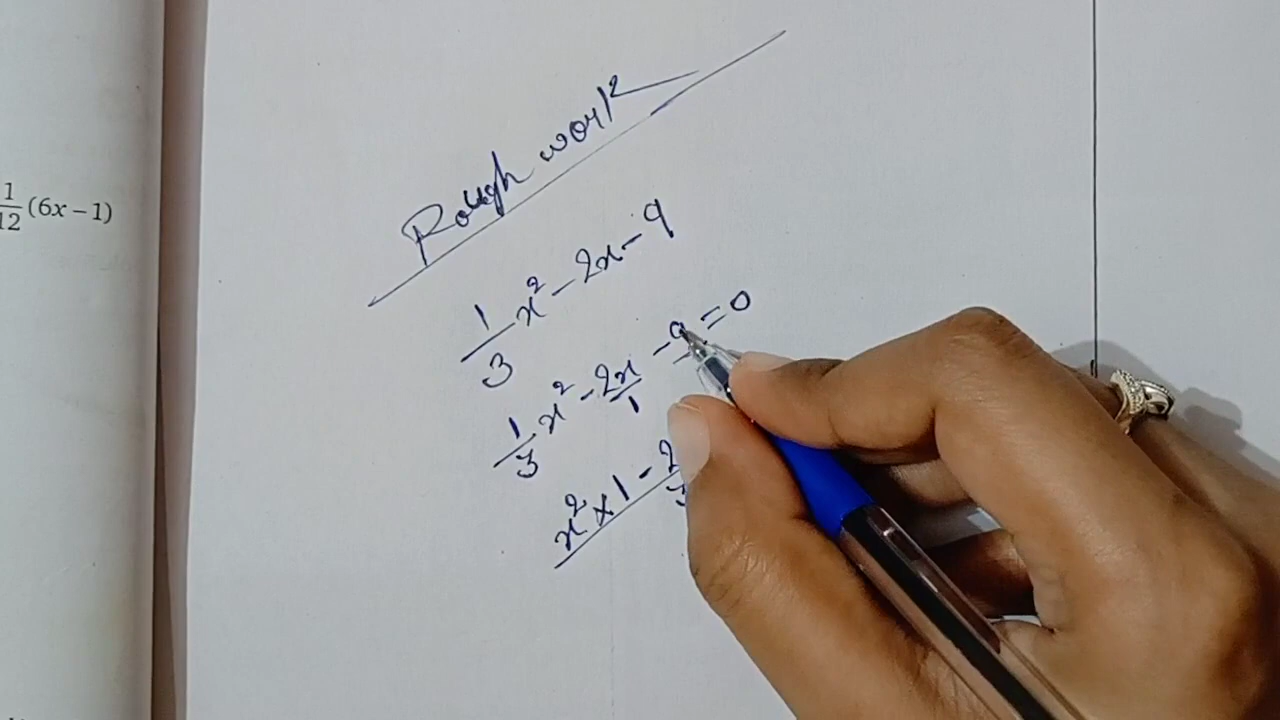 1/12 (6x – 1)
Rough work
1/3 x² - 2x - 9
1/3 x² - 2x/1 - 9 = 0
x² × 1 - 2
3